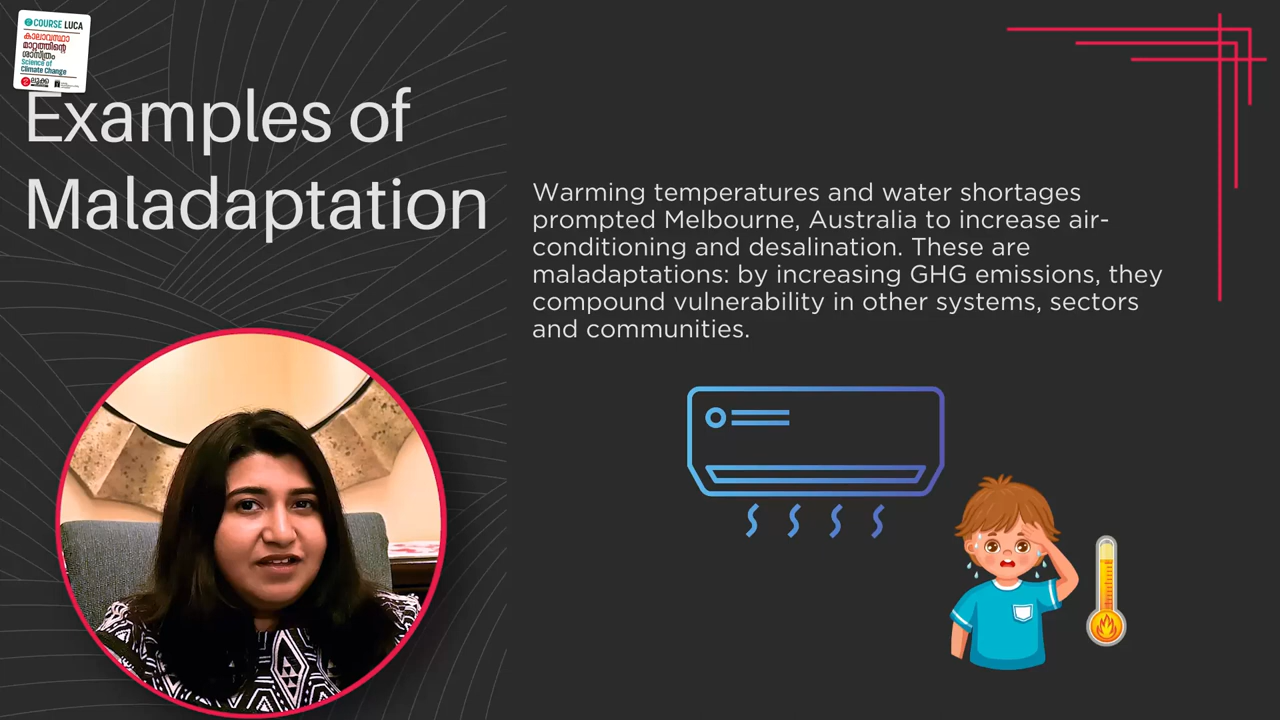 COURSE LUCA
കാലാവസ്ഥാ
മാറ്റത്തിന്റെ
ശാസ്ത്രം
Science of
Climate Change
ലൂക്ക
Examples of
Maladaptation
Warming temperatures and water shortages
prompted Melbourne, Australia to increase air-
conditioning and desalination. These are
maladaptations: by increasing GHG emissions, they
compound vulnerability in other systems, sectors
and communities.